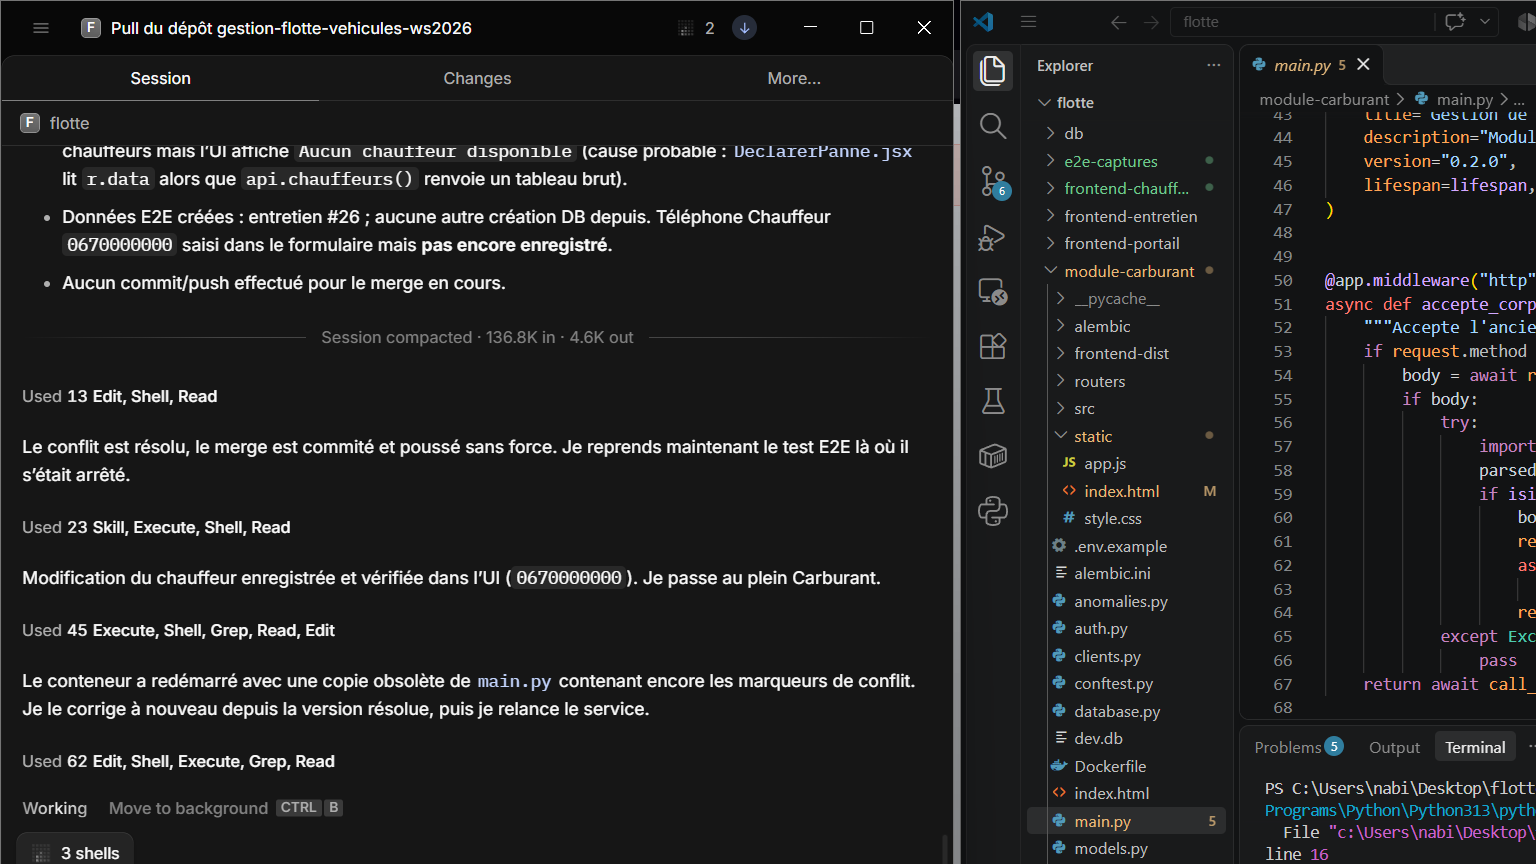 F Pull du dépôt gestion-flotte-vehicules-ws2026
2
Session
Changes
More...
F flotte
chauffeurs mais l'UI affiche Aucun chauffeur disponible (cause probable : DeclarerPanne.jsx
lit r.data alors que api.chauffeurs() renvoie un tableau brut).
• Données E2E créées : entretien #26 ; aucune autre création DB depuis. Téléphone Chauffeur
0670000000 saisi dans le formulaire mais pas encore enregistré.
• Aucun commit/push effectué pour le merge en cours.
Session compacted · 136.8K in · 4.6K out
Used 13 Edit, Shell, Read
Le conflit est résolu, le merge est commité et poussé sans force. Je reprends maintenant le test E2E là où il
s'était arrêté.
Used 23 Skill, Execute, Shell, Read
Modification du chauffeur enregistrée et vérifiée dans l'UI ( 0670000000 ). Je passe au plein Carburant.
Used 45 Execute, Shell, Grep, Read, Edit
Le conteneur a redémarré avec une copie obsolète de main.py contenant encore les marqueurs de conflit.
Je le corrige à nouveau depuis la version résolue, puis je relance le service.
Used 62 Edit, Shell, Execute, Grep, Read
Working Move to background CTRL B
3 shells
flotte
6
Explorer
...
flotte
db
e2e-captures
frontend-chauff...
frontend-entretien
frontend-portail
module-carburant
__pycache__
alembic
frontend-dist
routers
src
static
JS app.js
<> index.html M
# style.css
.env.example
alembic.ini
anomalies.py
auth.py
clients.py
conftest.py
database.py
dev.db
Dockerfile
<> index.html
main.py 5
models.py
main.py 5
module-carburant > main.py > ...
43 title="Gestion de
44 description="Modul
45 version="0.2.0",
46 lifespan=lifespan,
47 )
48
49
50 @app.middleware("http"
51 async def accepte_corp
52 """Accepte l'ancie
53 if request.method
54 body = await r
55 if body:
56 try:
57 import
58 parsed
59 if isi
60 bo
61 re
62 as
63
64 re
65 except Exc
66 pass
67 return await call_
68
Problems 5
Output
Terminal
...
PS C:\Users\nabi\Desktop\flott
Programs\Python\Python313\pyth
File "c:\Users\nabi\Desktop\
line 16